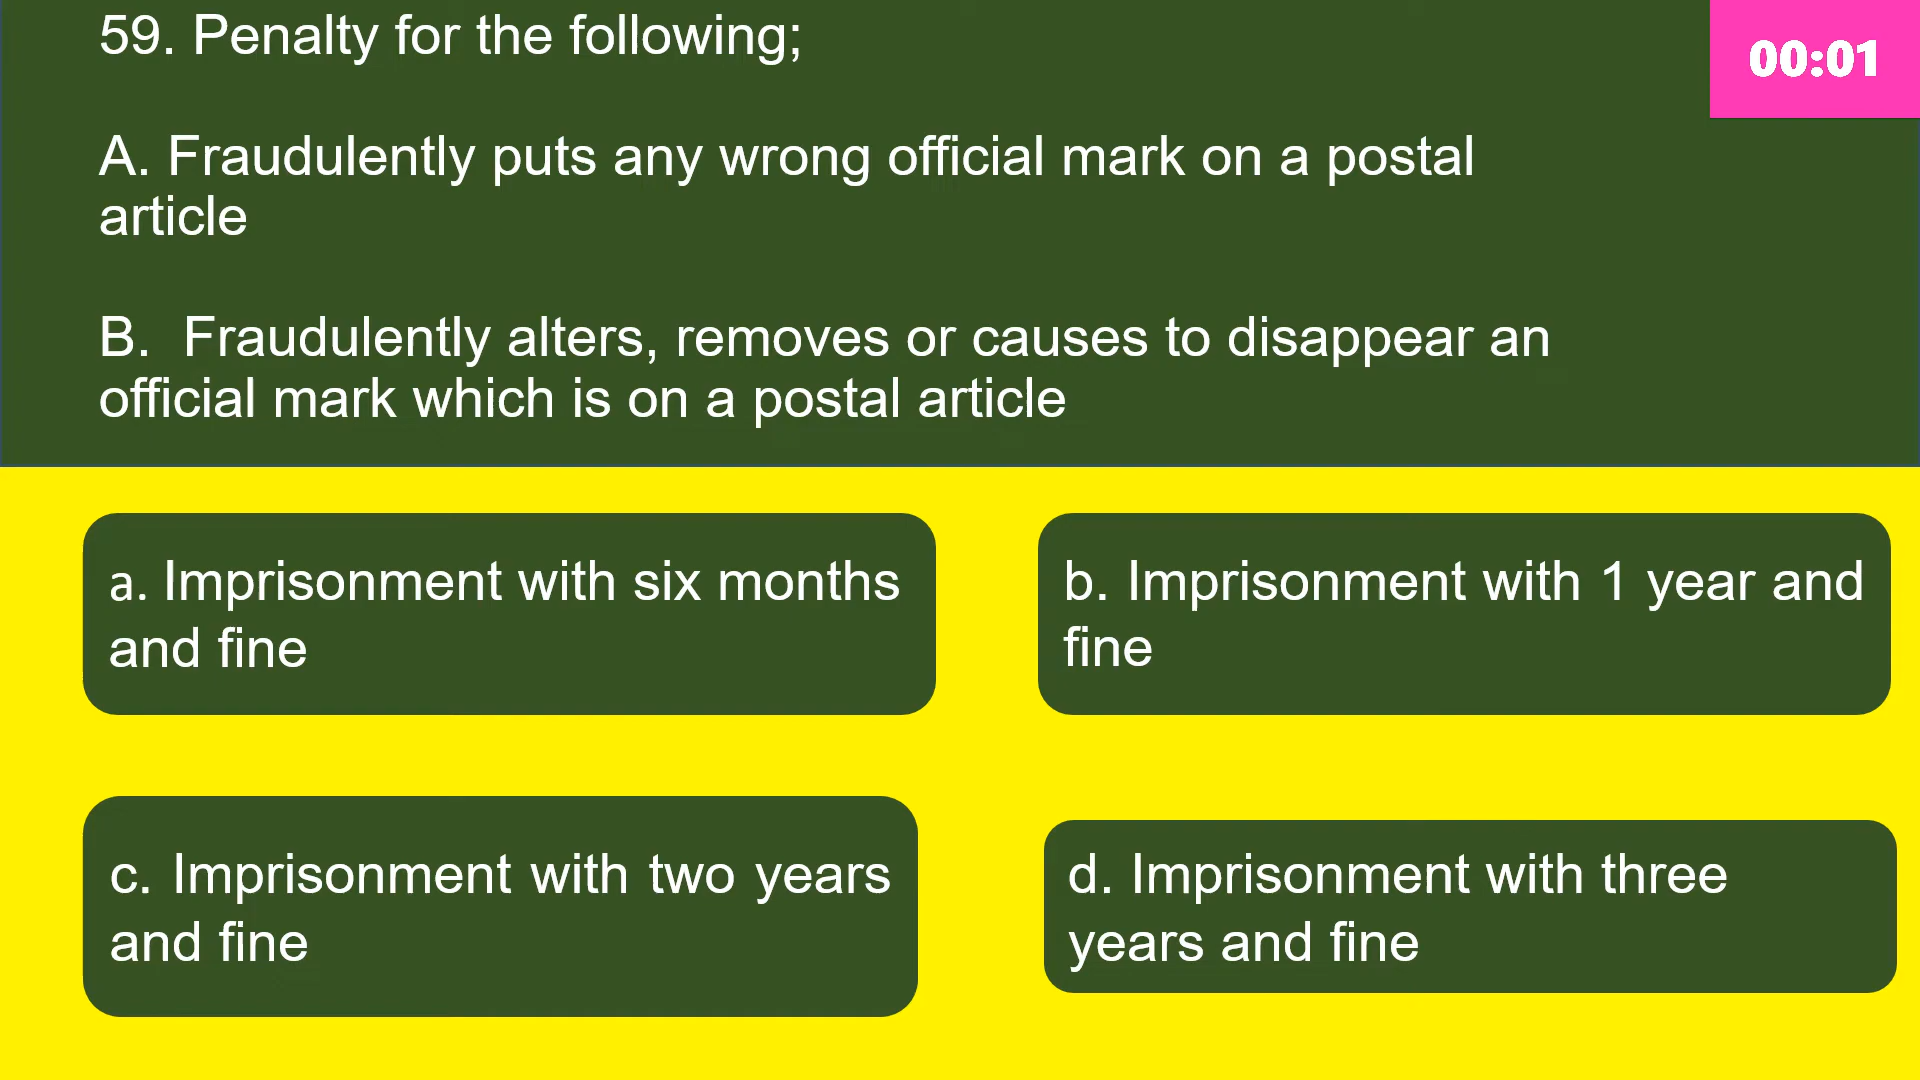 59. Penalty for the following;
00:01
A. Fraudulently puts any wrong official mark on a postal
article
B. Fraudulently alters, removes or causes to disappear an
official mark which is on a postal article
a. Imprisonment with six months
and fine
b. Imprisonment with 1 year and
fine
c. Imprisonment with two years
and fine
d. Imprisonment with three
years and fine